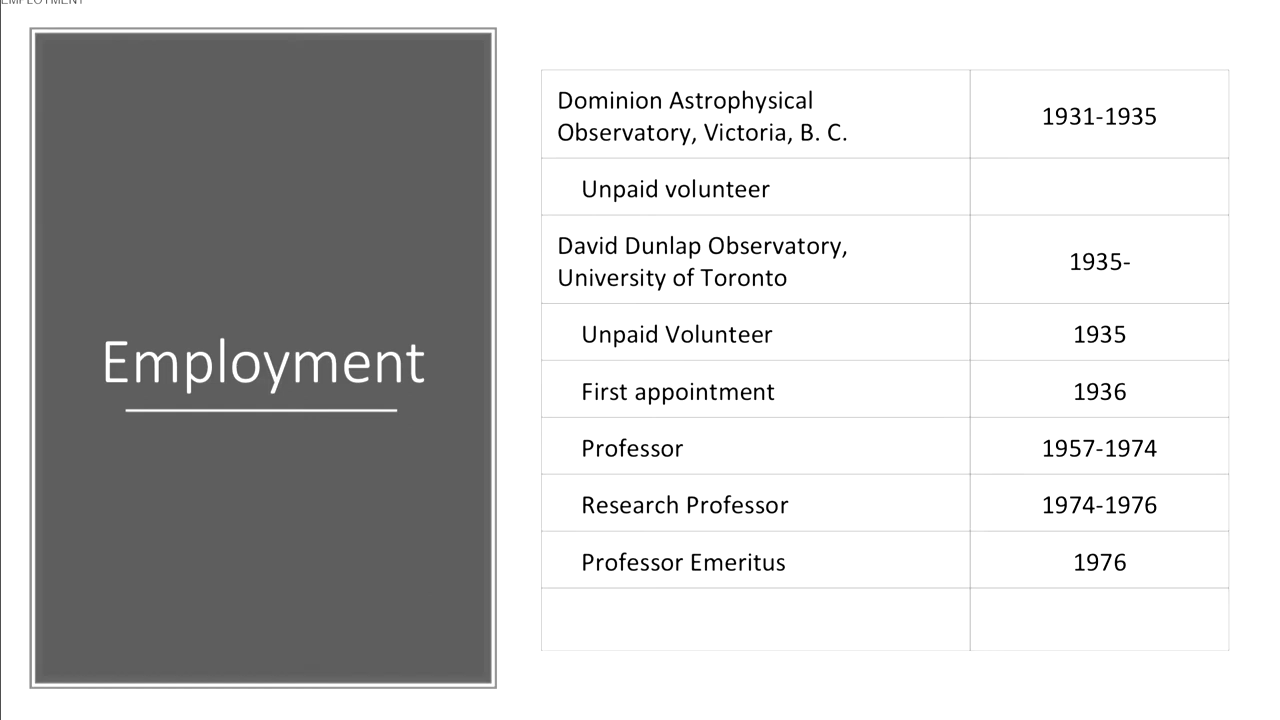 EMPLOYMENT
Employment
Dominion Astrophysical
Observatory, Victoria, B. C.
1931-1935
Unpaid volunteer
David Dunlap Observatory,
University of Toronto
1935-
Unpaid Volunteer
1935
First appointment
1936
Professor
1957-1974
Research Professor
1974-1976
Professor Emeritus
1976